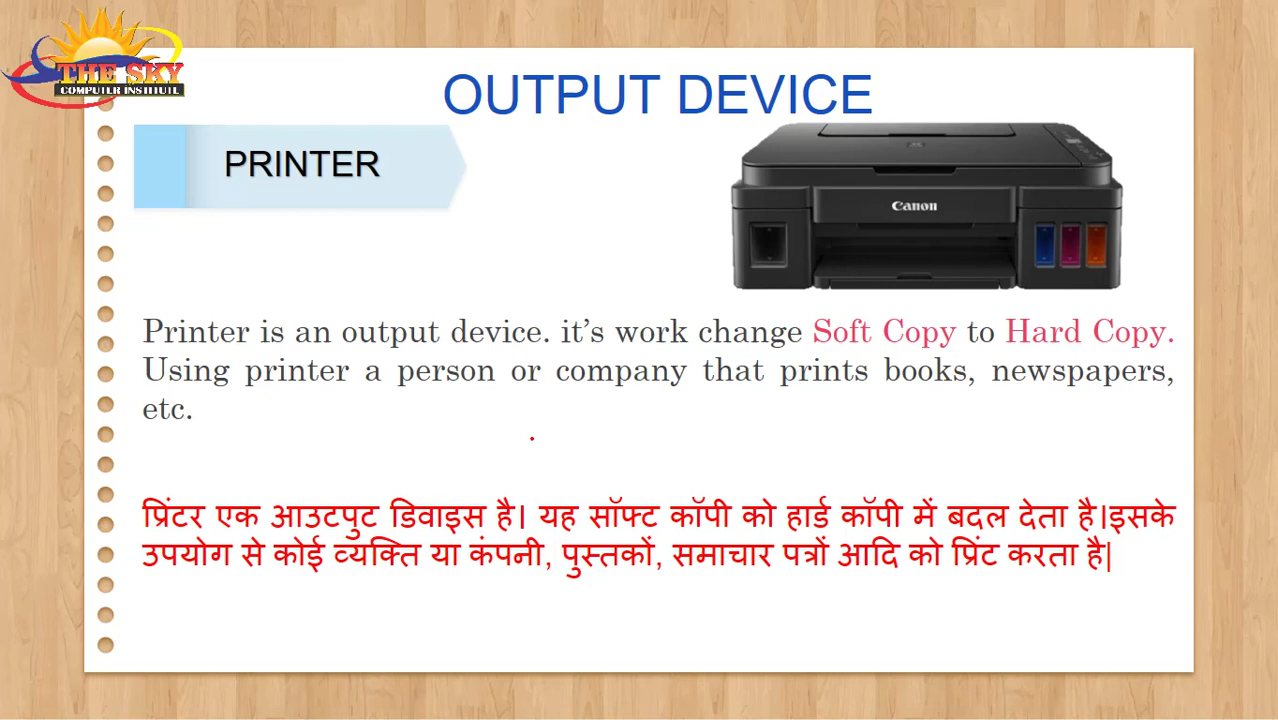 THE SKY
COMPUTER INSTITUTE
OUTPUT DEVICE
PRINTER
Canon
Printer is an output device. it’s work change Soft Copy to Hard Copy.
Using printer a person or company that prints books, newspapers,
etc.
प्रिंटर एक आउटपुट डिवाइस है। यह सॉफ्ट कॉपी को हार्ड कॉपी में बदल देता है।इसके
उपयोग से कोई व्यक्ति या कंपनी, पुस्तकों, समाचार पत्रों आदि को प्रिंट करता है|